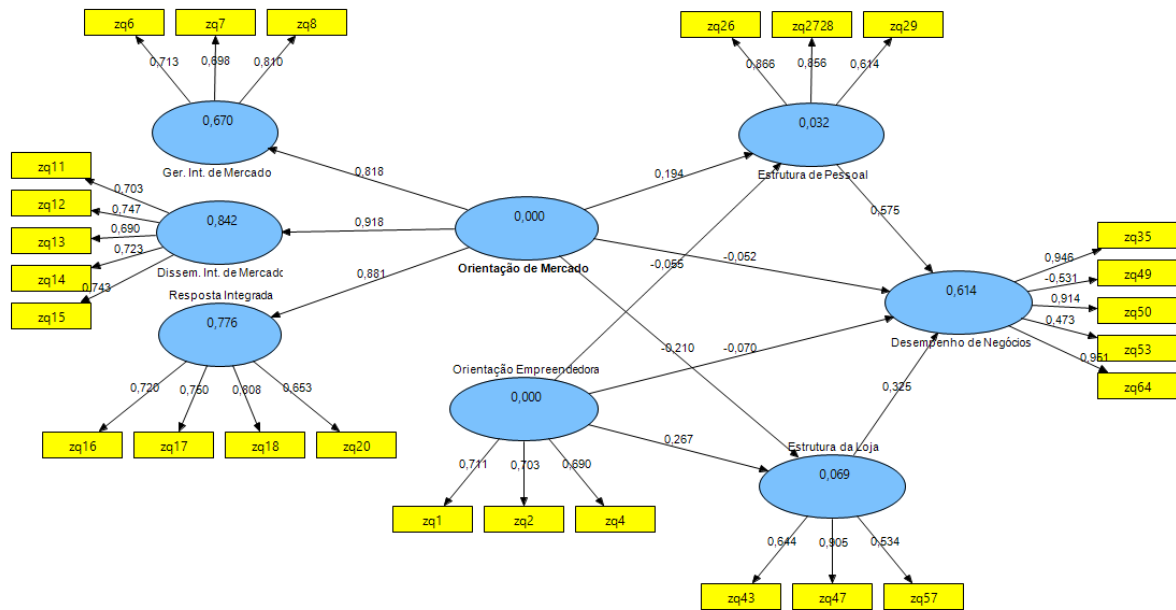 zq6
zq7
zq8
0,713
0,698
0,810
0,670
Ger. Int. de Mercado
zq26
zq2728
zq29
0,866
0,856
0,614
0,032
Estrutura de Pessoal
zq11
zq12
zq13
zq14
zq15
0,703
0,747
0,690
0,723
0,743
0,842
Dissem. Int. de Mercado
0,818
0,918
0,881
0,000
Orientação de Mercado
0,194
-0,055
-0,052
-0,210
0,575
Resposta Integrada
0,776
0,720
0,750
0,808
0,653
zq16
zq17
zq18
zq20
0,614
Desempenho de Negócios
0,946
-0,531
0,914
0,473
0,951
zq35
zq49
zq50
zq53
zq64
Orientação Empreendedora
0,000
-0,070
0,267
0,325
0,711
0,703
0,690
zq1
zq2
zq4
Estrutura da Loja
0,069
0,644
0,905
0,534
zq43
zq47
zq57